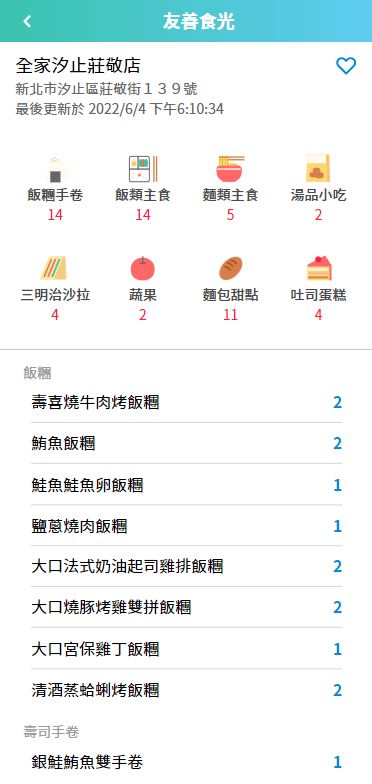 友善食光
全家汐止莊敬店
新北市汐止區莊敬街１３９號
最後更新於 2022/6/4 下午6:10:34
飯糰手卷 飯類主食 麵類主食 湯品小吃
14 14 5 2
三明治沙拉 蔬果 麵包甜點 吐司蛋糕
4 2 11 4
飯糰
壽喜燒牛肉烤飯糰 2
鮪魚飯糰 2
鮭魚鮭魚卵飯糰 1
鹽蔥燒肉飯糰 1
大口法式奶油起司雞排飯糰 2
大口燒豚烤雞雙拼飯糰 2
大口宮保雞丁飯糰 1
清酒蒸蛤蜊烤飯糰 2
壽司手卷
銀鮭鮪魚雙手卷 1